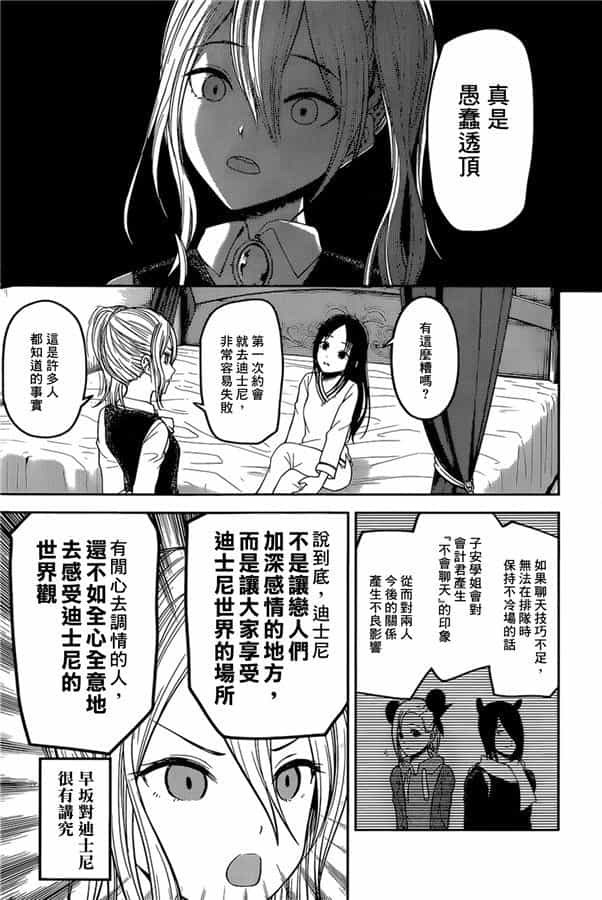 真是
愚蠢透頂
有這麼糟嗎？
第一次約會
就去迪士尼，
非常容易失敗
這是許多人
都知道的事實
如果聊天技巧不足，
無法在排隊時
保持不冷場的話
子安學姐會對
會計君產生
『不會聊天』的印象
從而對兩人
今後的關係
產生不良影響
說到底，迪士尼
不是讓戀人們
加深感情的地方，
而是讓大家享受
迪士尼世界的場所
有閒心去調情的人，
還不如全心全意地
去感受迪士尼的
世界觀
早坂對迪士尼
很有講究